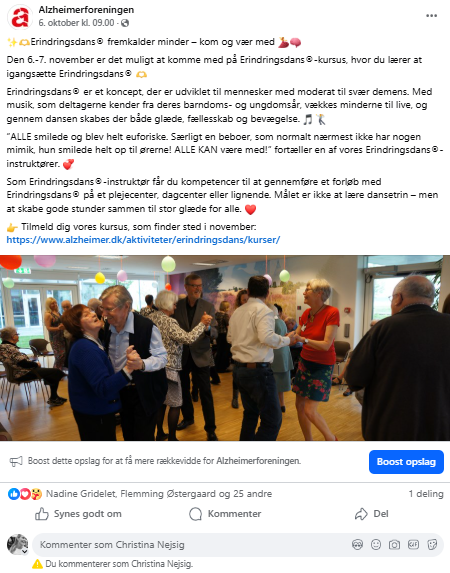 Alzheimerforeningen
6. oktober kl. 09.00 ·
✨🫶Erindringsdans® fremkalder minder – kom og vær med 💃🧠
Den 6.-7. november er det muligt at komme med på Erindringsdans®-kursus, hvor du lærer at
igangsætte Erindringsdans® 🫶
Erindringsdans® er et koncept, der er udviklet til mennesker med moderat til svær demens. Med
musik, som deltagerne kender fra deres barndoms- og ungdomsår, vækkes minderne til live, og
gennem dansen skabes der både glæde, fællesskab og bevægelse. 🎵🕺
”ALLE smilede og blev helt euforiske. Særligt en beboer, som normalt nærmest ikke har nogen
mimik, hun smilede helt op til ørerne! ALLE KAN være med!” fortæller en af vores Erindringsdans®-
instruktører. 💕
Som Erindringsdans®-instruktør får du kompetencer til at gennemføre et forløb med
Erindringsdans® på et plejecenter, dagcenter eller lignende. Målet er ikke at lære dansetrin – men
at skabe gode stunder sammen til stor glæde for alle. ❤️
👉 Tilmeld dig vores kursus, som finder sted i november:
https://www.alzheimer.dk/aktiviteter/erindringsdans/kurser/
Boost dette opslag for at få mere rækkevidde for Alzheimerforeningen.
Boost opslag
Nadine Gridelet, Flemming Østergaard og 25 andre
1 deling
Synes godt om
Kommenter
Del
Kommenter som Christina Nejsig
Du kommenterer som Christina Nejsig.